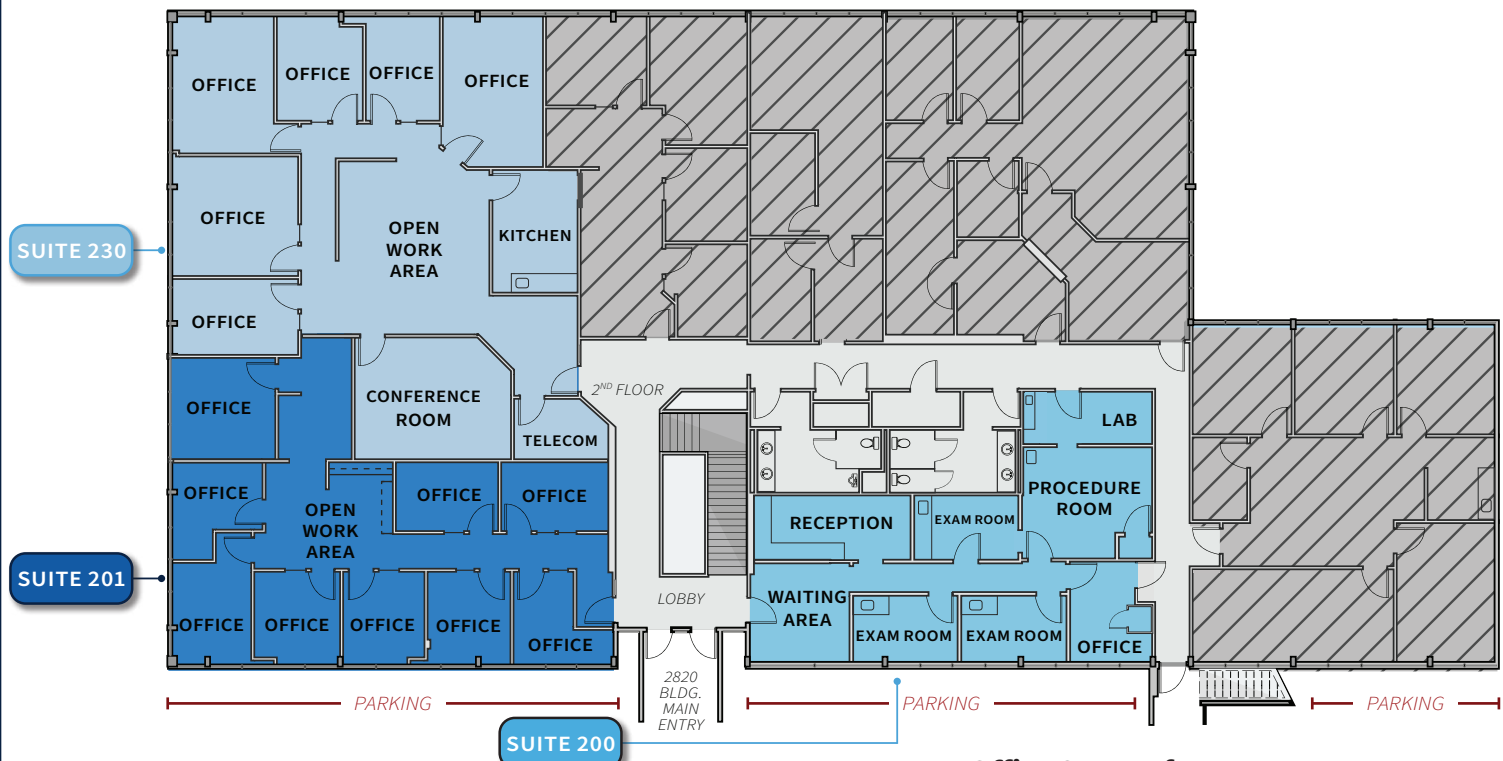 OFFICE
OFFICE
OFFICE
OFFICE
OFFICE
OPEN
WORK
AREA
KITCHEN
SUITE 230
OFFICE
2ND FLOOR
CONFERENCE
ROOM
OFFICE
TELECOM
LAB
OFFICE
OFFICE
OFFICE
OPEN
WORK
AREA
PROCEDURE
ROOM
RECEPTION
EXAM ROOM
SUITE 201
LOBBY
WAITING
AREA
OFFICE
OFFICE
OFFICE
OFFICE
OFFICE
EXAM ROOM
EXAM ROOM
OFFICE
PARKING
2820
BLDG.
MAIN
ENTRY
PARKING
PARKING
SUITE 200